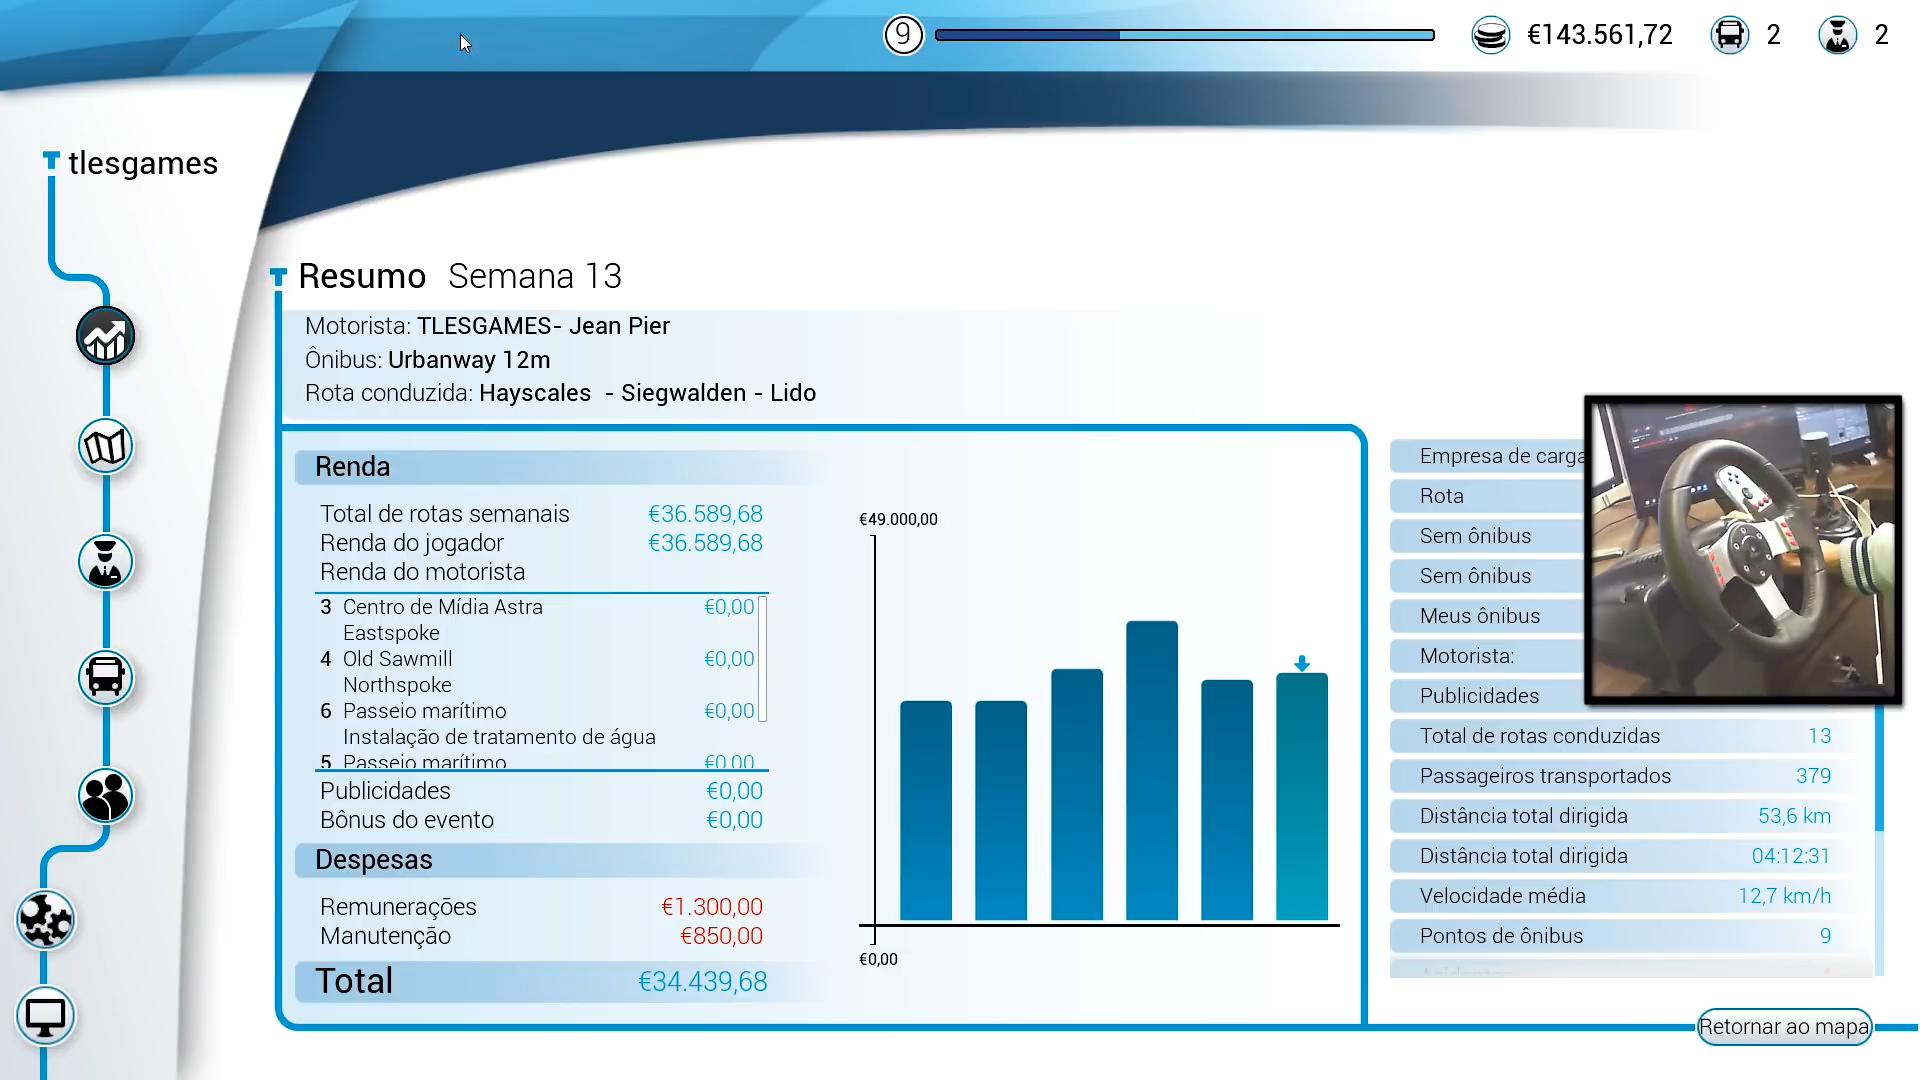 9
€143.561,72
2
2
tlesgames
Resumo Semana 13
Motorista: TLESGAMES- Jean Pier
Ônibus: Urbanway 12m
Rota conduzida: Hayscales - Siegwalden - Lido
Renda
Total de rotas semanais €36.589,68
Renda do jogador €36.589,68
Renda do motorista
3 Centro de Mídia Astra €0,00
Eastspoke
4 Old Sawmill €0,00
Northspoke
6 Passeio marítimo €0,00
Instalação de tratamento de água
5 Passeio marítimo €0,00
Publicidades €0,00
Bônus do evento €0,00
Despesas
Remunerações €1.300,00
Manutenção €850,00
Total €34.439,68
€49.000,00
€0,00
Empresa de carga
Rota
Sem ônibus
Sem ônibus
Meus ônibus
Motorista:
Publicidades
Total de rotas conduzidas 13
Passageiros transportados 379
Distância total dirigida 53,6 km
Distância total dirigida 04:12:31
Velocidade média 12,7 km/h
Pontos de ônibus 9
Retornar ao mapa